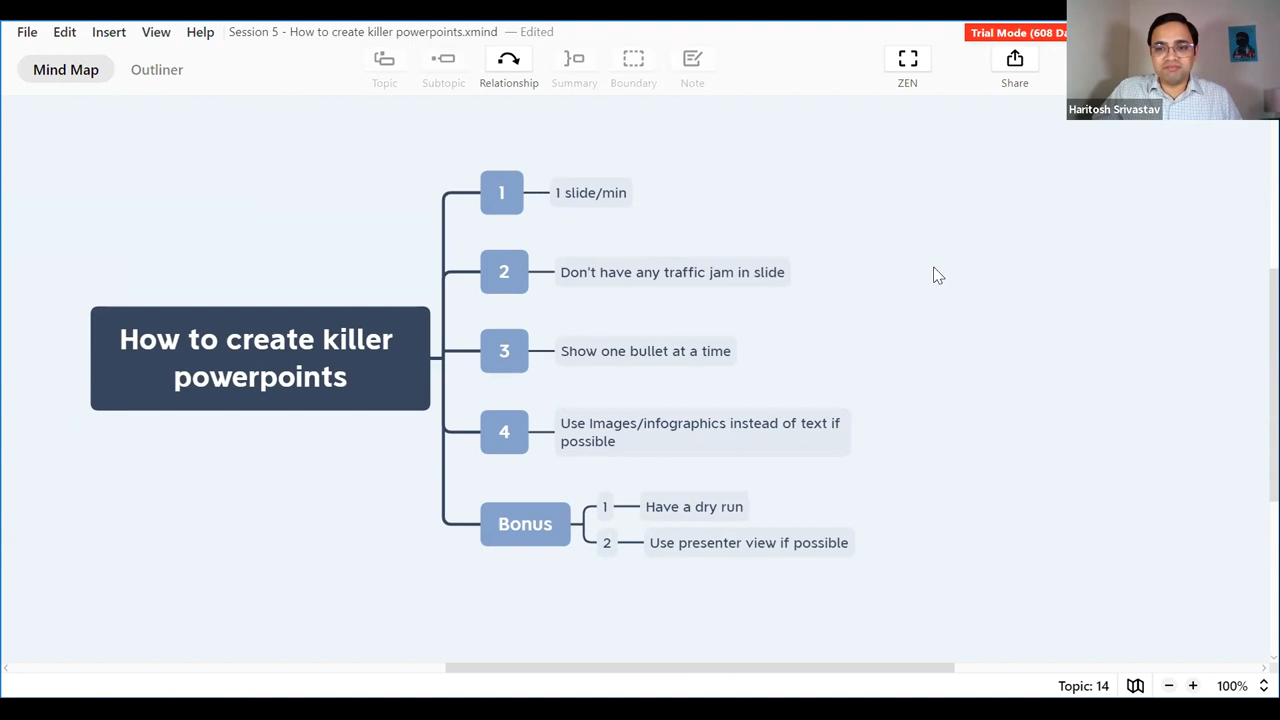 File Edit Insert View Help Session 5 - How to create killer powerpoints.xmind — Edited
Trial Mode (608
Mind Map Outliner
Topic Subtopic Relationship Summary Boundary Note ZEN Share
Haritosh Srivastav
1 1 slide/min
2 Don't have any traffic jam in slide
How to create killer
powerpoints
3 Show one bullet at a time
4 Use Images/infographics instead of text if
possible
Bonus
1 Have a dry run
2 Use presenter view if possible
Topic: 14 100%